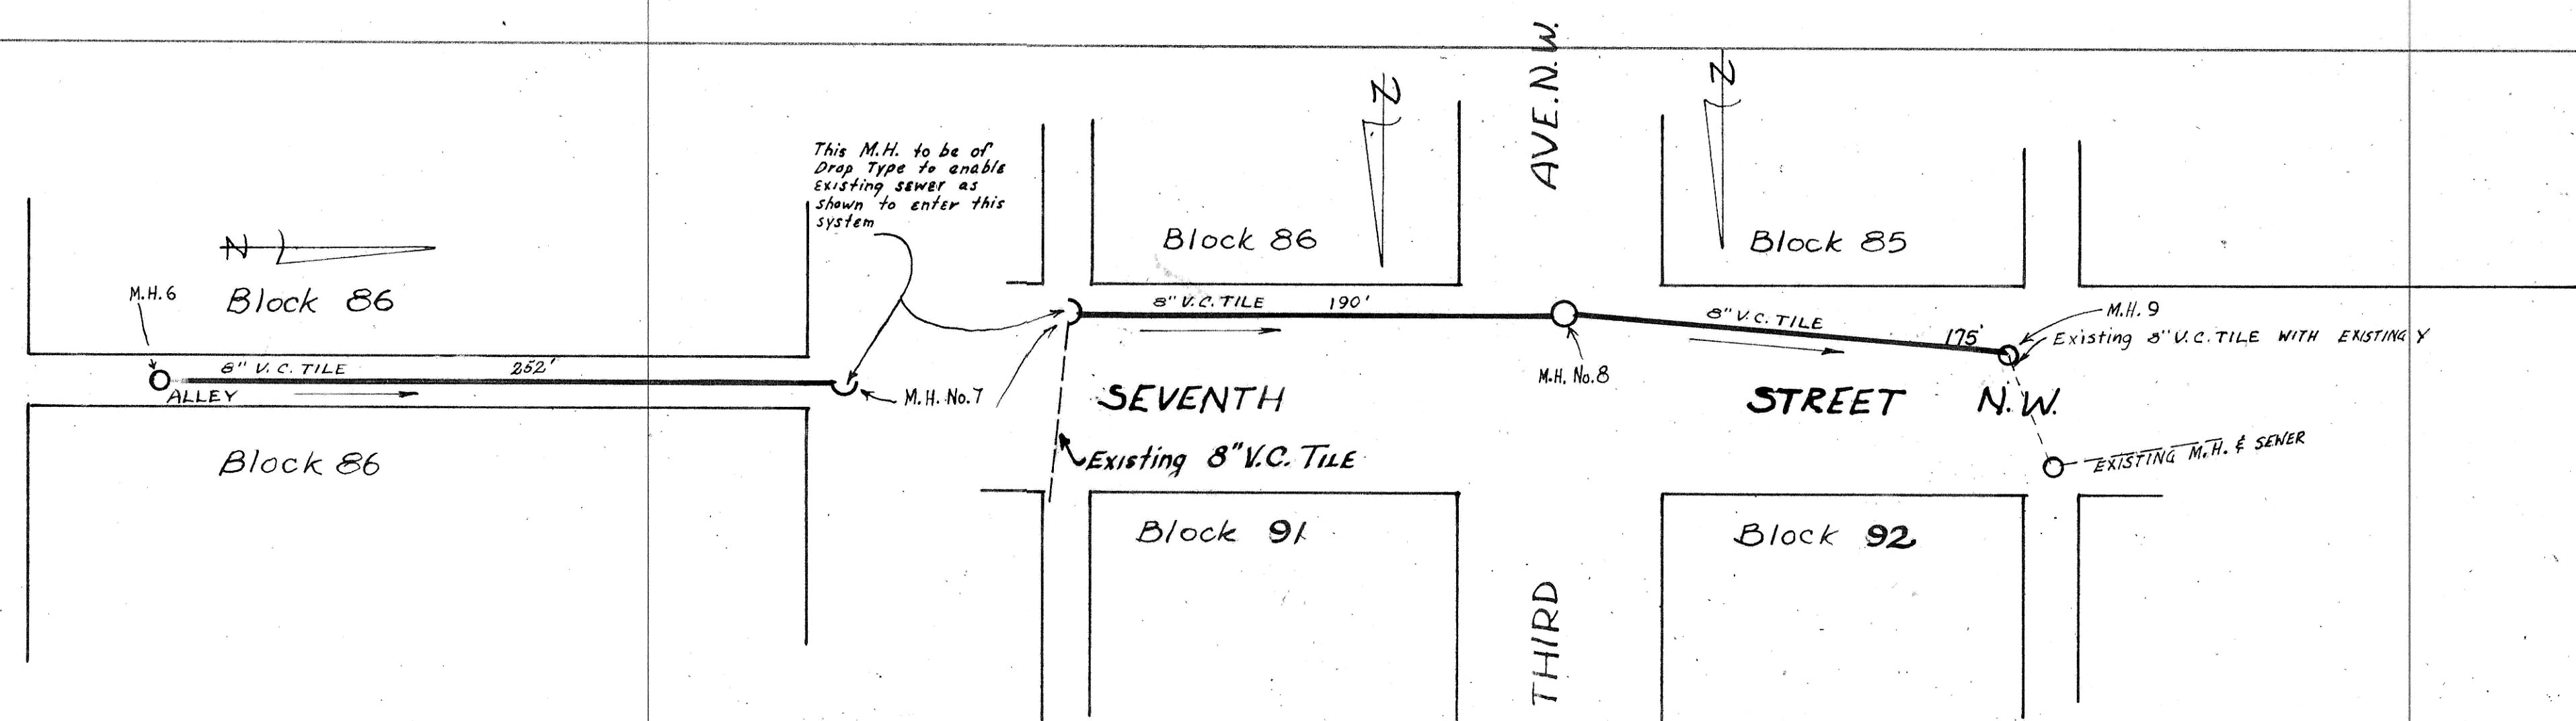 This M.H. to be of
Drop Type to enable
Existing sewer as
shown to enter this
system
N
Block 86
M.H. 6
8" V.C. TILE 252'
ALLEY
Block 86
M.H. No. 7
N
Block 86
8" V.C. TILE 190'
AVE. N.W.
N
Block 85
8" V.C. TILE 175'
M.H. 9
Existing 8" V.C. TILE WITH EXISTING Y
M.H. No. 8
SEVENTH STREET N.W.
Existing 8" V.C. TILE
EXISTING M.H. & SEWER
Block 91
THIRD
Block 92